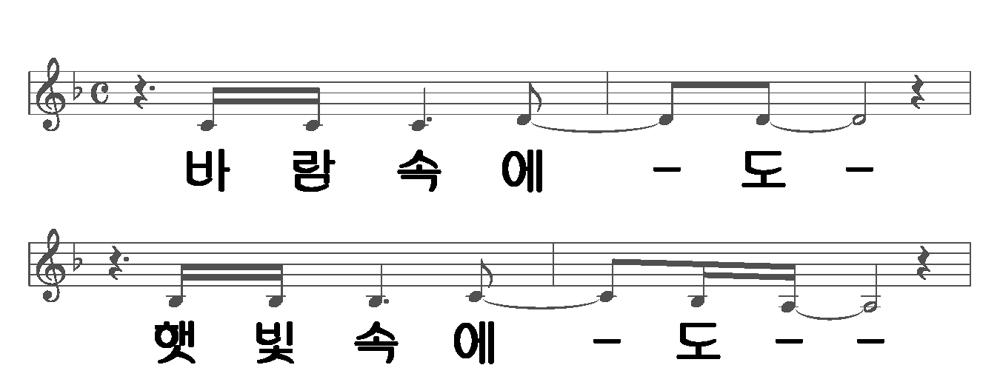 바 람 속 에 - 도 -
햇 빛 속 에 - 도 - -